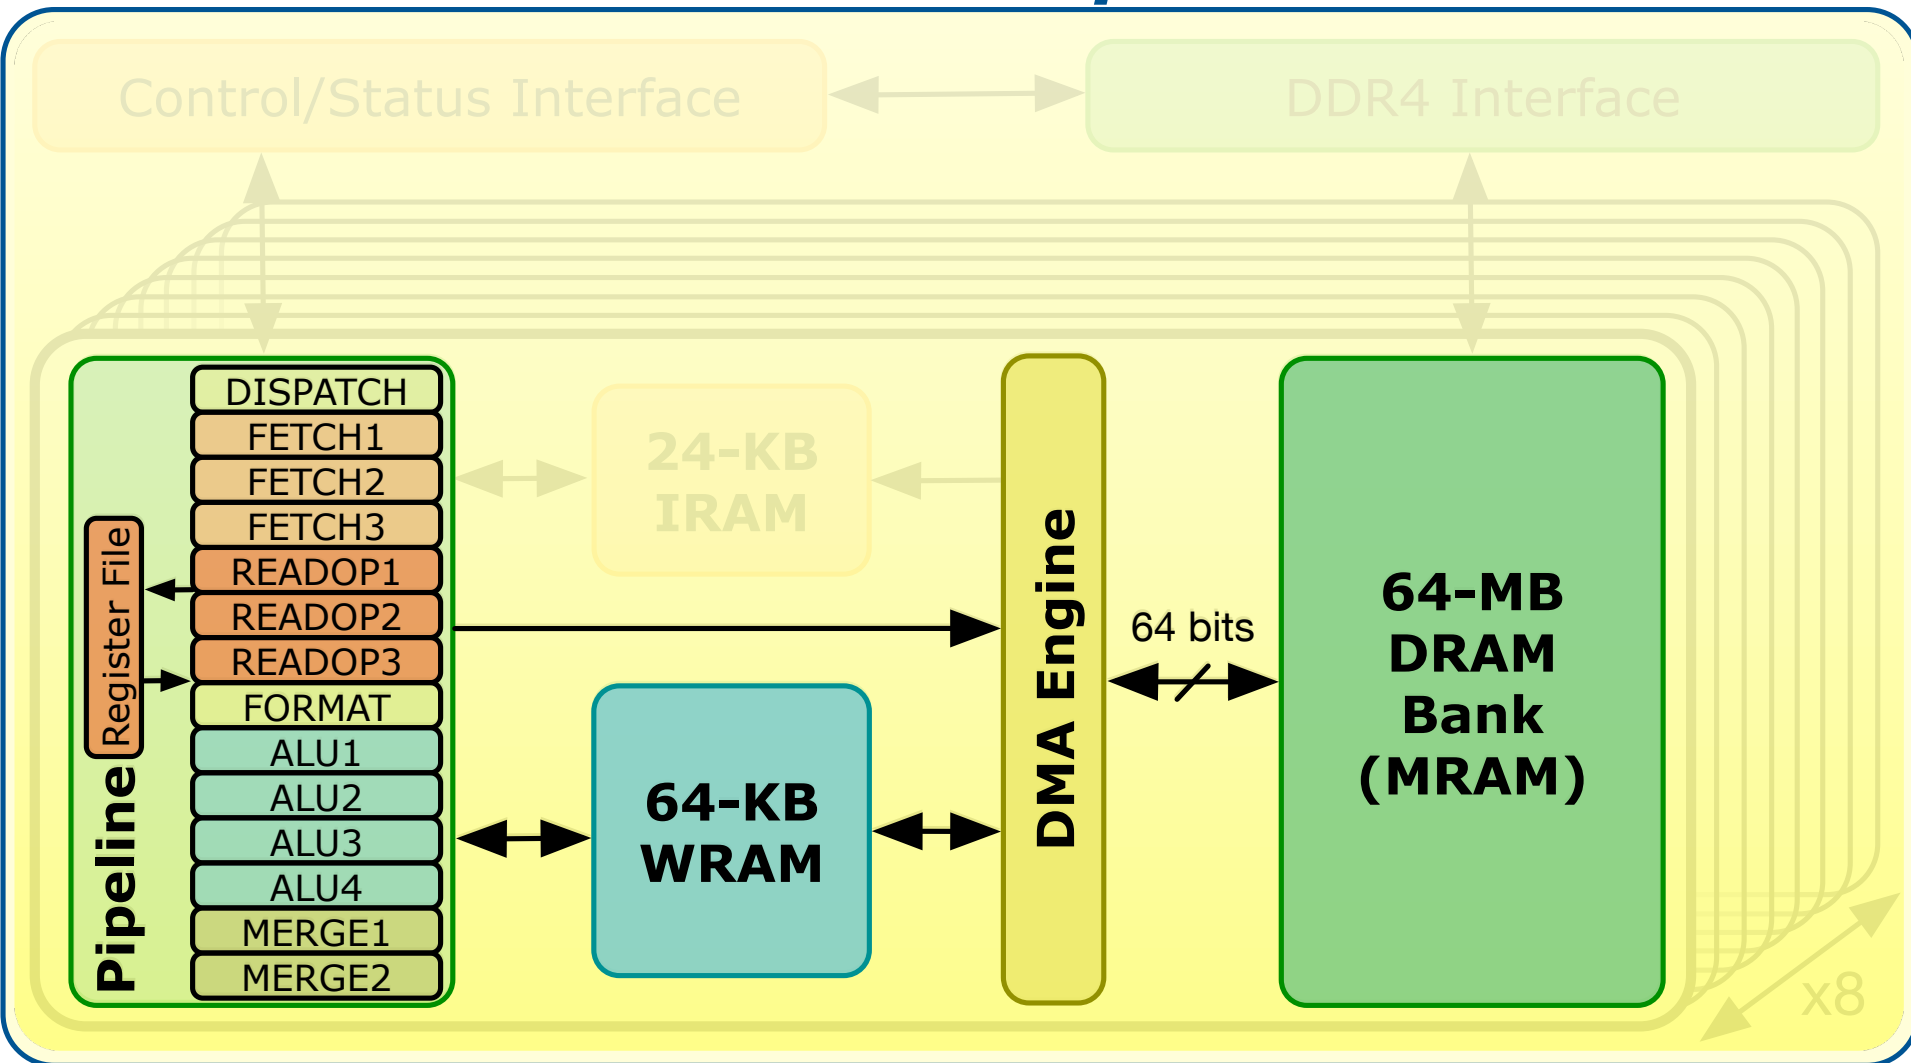 Control/Status Interface
DDR4 Interface
Pipeline
Register File
DISPATCH
FETCH1
FETCH2
FETCH3
READOP1
READOP2
READOP3
FORMAT
ALU1
ALU2
ALU3
ALU4
MERGE1
MERGE2
24-KB
IRAM
64-KB
WRAM
DMA Engine
64 bits
64-MB
DRAM
Bank
(MRAM)
x8